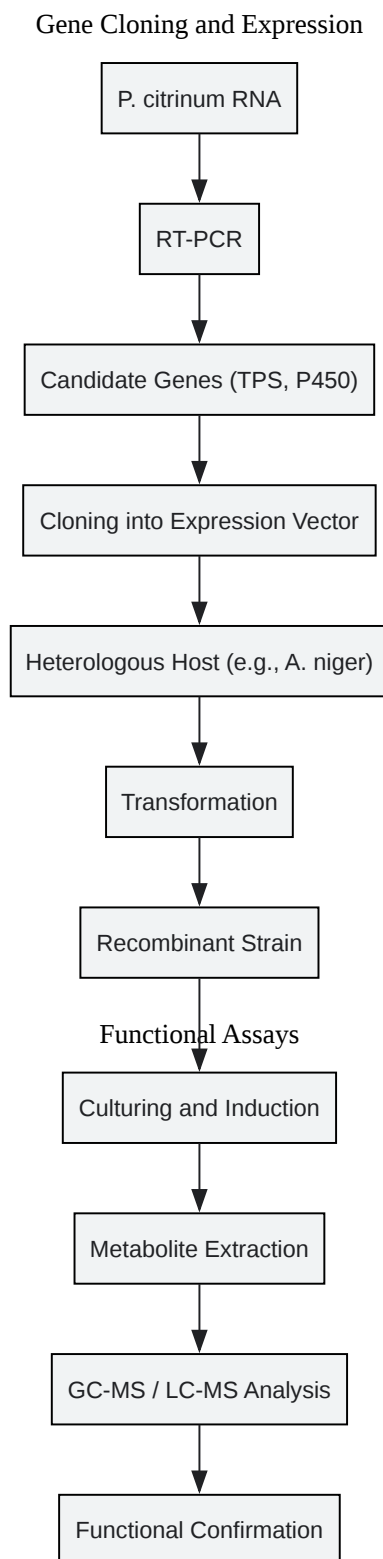 Gene Cloning and Expression
P. citrinum RNA
RT-PCR
Candidate Genes (TPS, P450)
Cloning into Expression Vector
Heterologous Host (e.g., A. niger)
Transformation
Recombinant Strain
Functional Assays
Culturing and Induction
Metabolite Extraction
GC-MS / LC-MS Analysis
Functional Confirmation